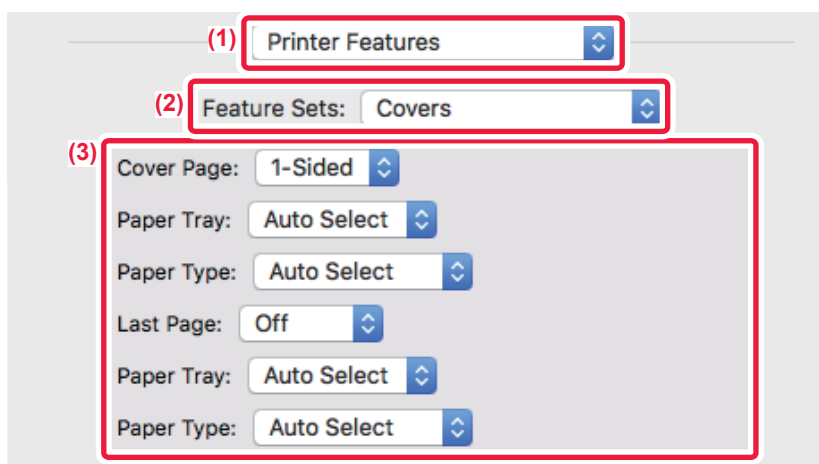 (1) Printer Features
(2) Feature Sets: Covers
(3)
Cover Page: 1-Sided
Paper Tray: Auto Select
Paper Type: Auto Select
Last Page: Off
Paper Tray: Auto Select
Paper Type: Auto Select